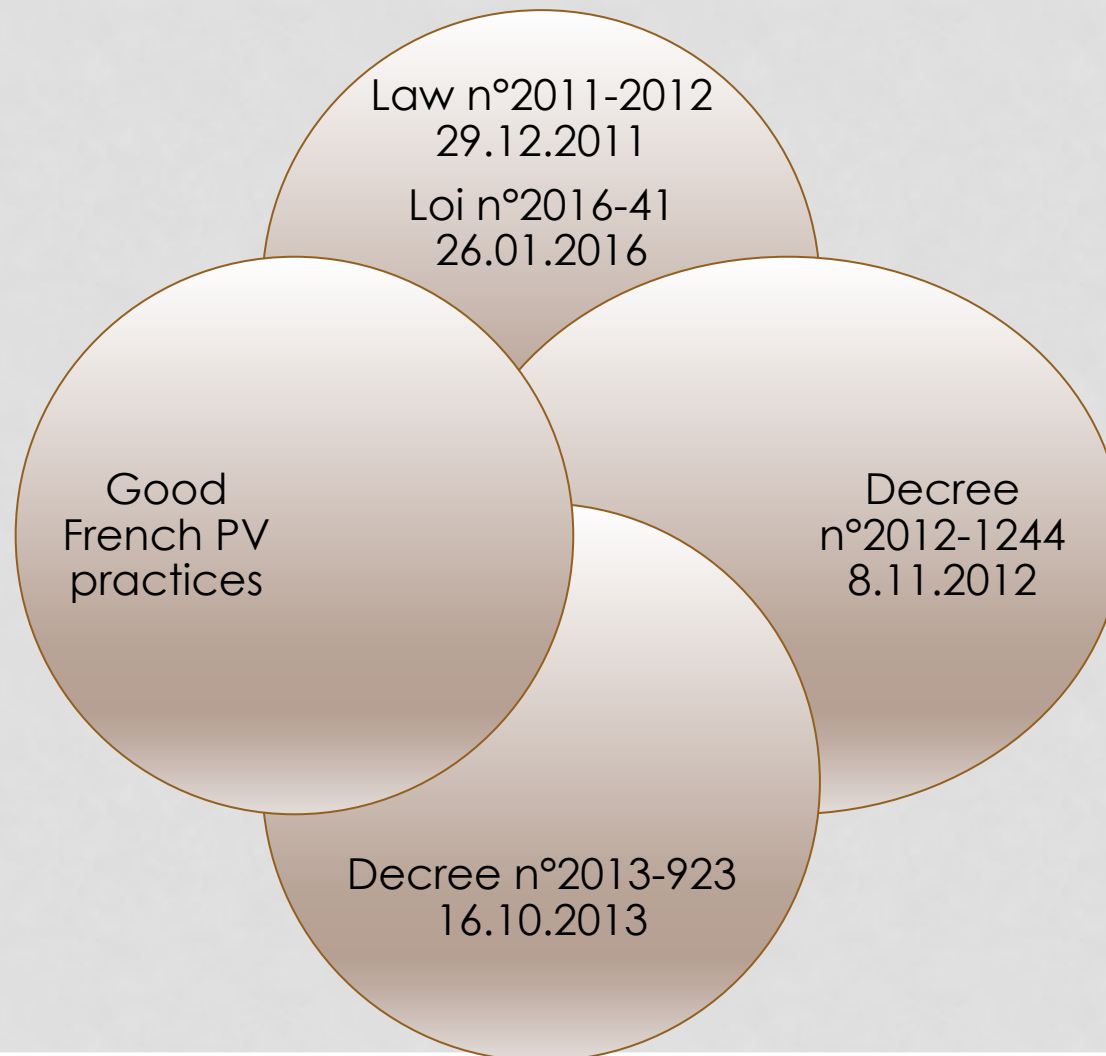 Law n°2011-2012
29.12.2011
Loi n°2016-41
26.01.2016
Good
French PV
practices
Decree
n°2012-1244
8.11.2012
Decree n°2013-923
16.10.2013